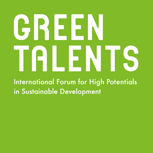 GREEN
TALENTS
International Forum for High Potentials
in Sustainable Development